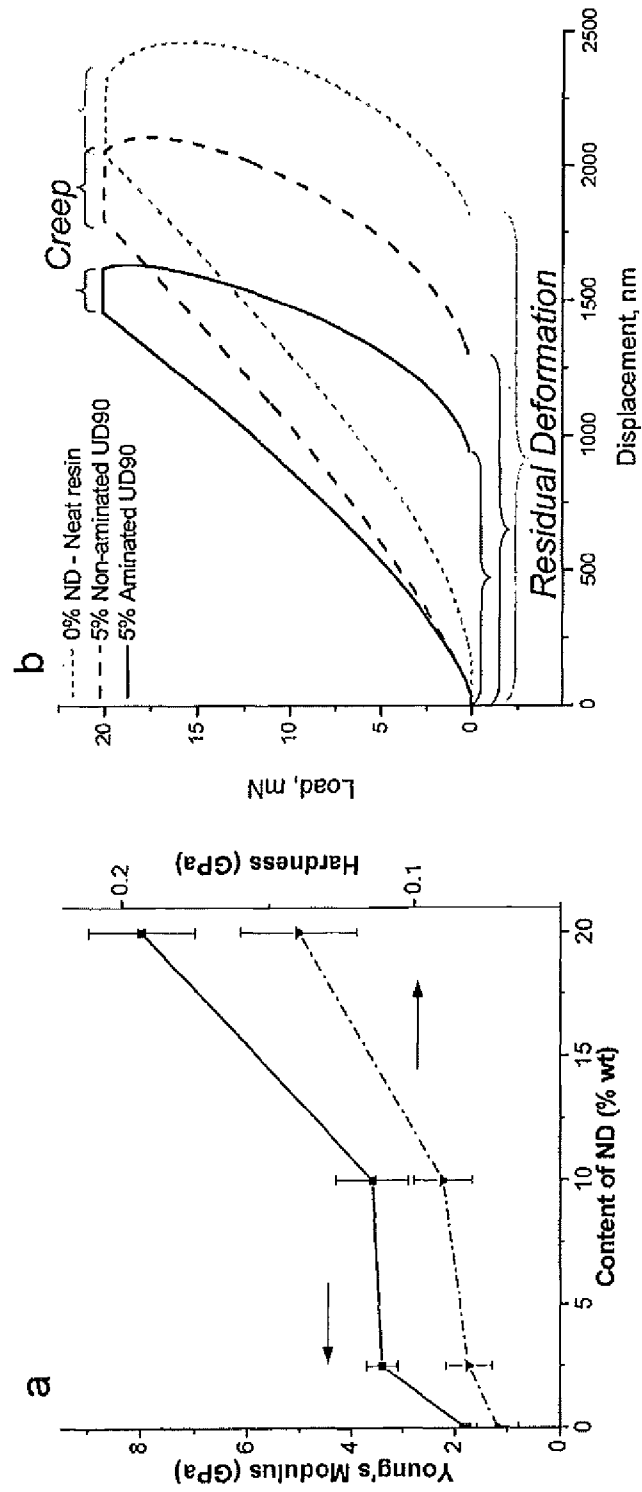 a
Young's Modulus (GPa)
8
6
4
2
0
Hardness (GPa)
0.2
0.1
0
5
10
15
20
Content of ND (% wt)
b
0% ND - Neat resin
5% Non-aminated UD90
5% Aminated UD90
Creep
Load, mN
20
15
10
5
0
Residual Deformation
0
500
1000
1500
2000
2500
Displacement, nm